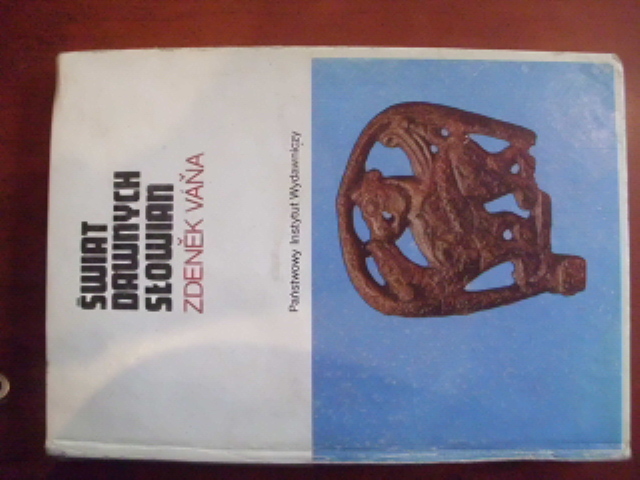 ŚWIAT
DAWNYCH
SŁOWIAN
ZDENĚK VÁŇA
Państwowy Instytut Wydawniczy